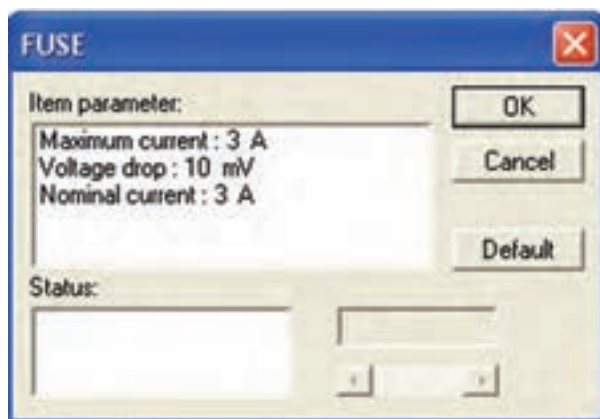 FUSE
Item parameter:
OK
Maximum current : 3 A
Voltage drop : 10 mV
Nominal current : 3 A
Cancel
Default
Status: